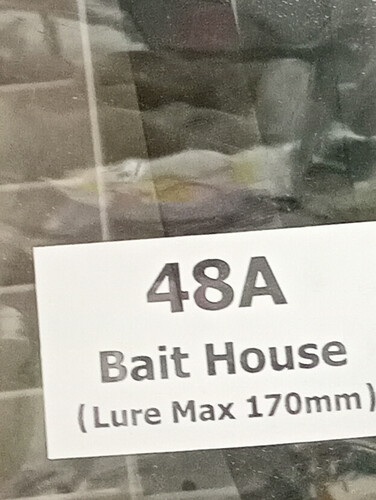 48A
Bait House
(Lure Max 170mm)